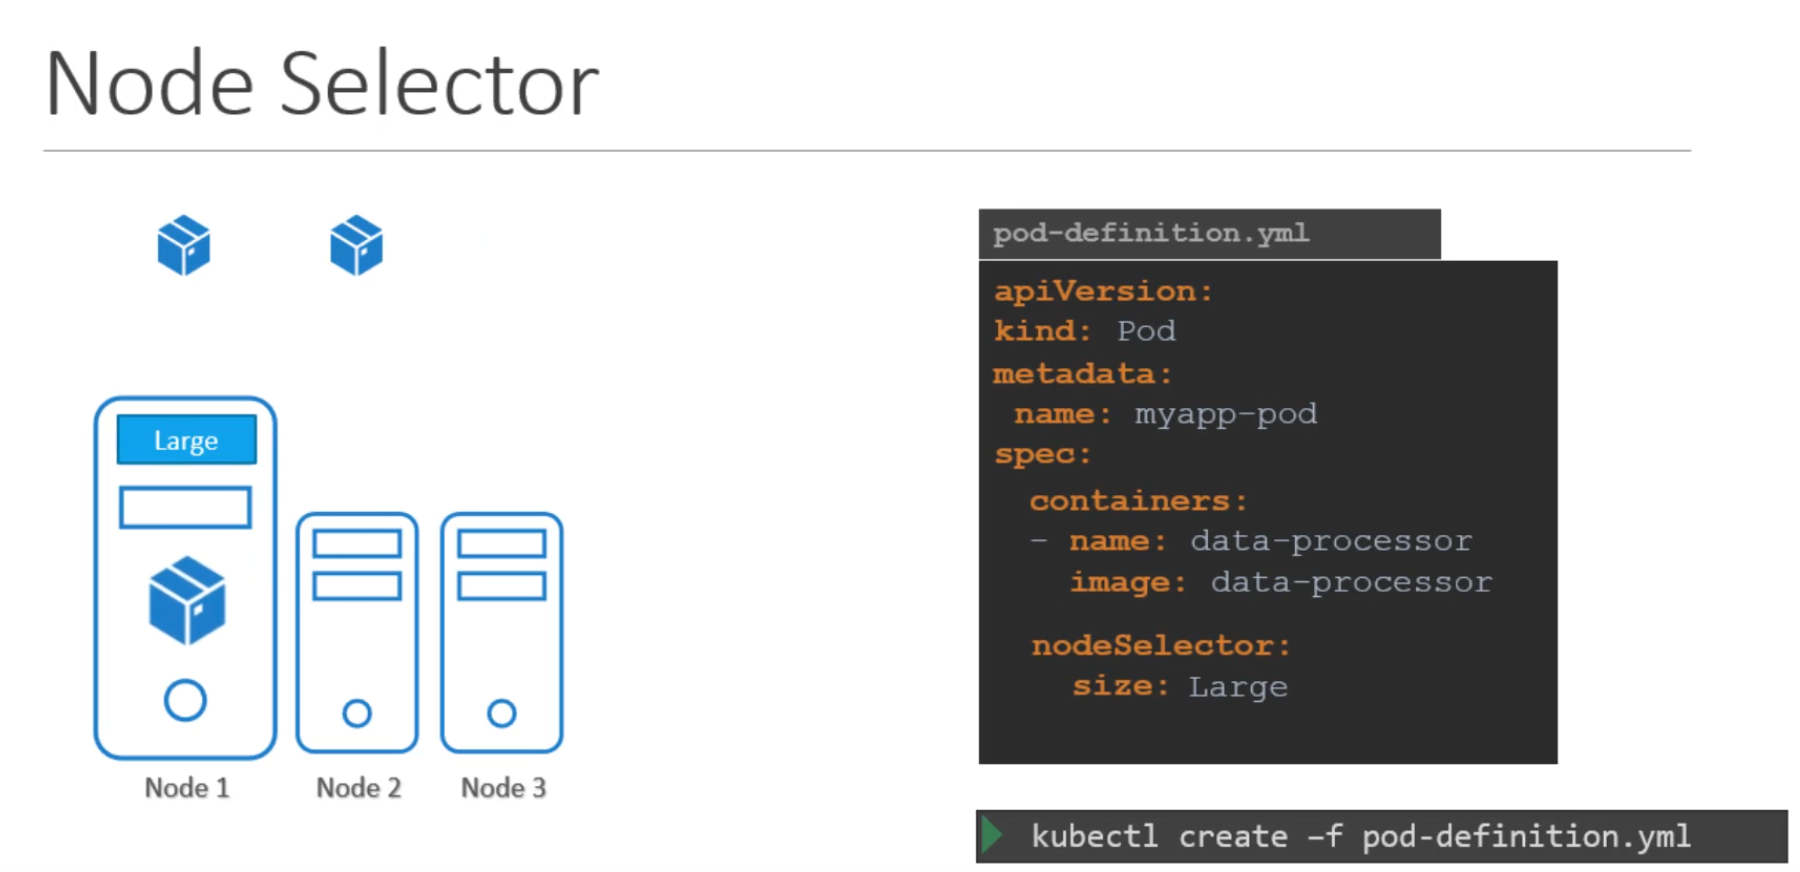 Node Selector
Large
Node 1
Node 2
Node 3
pod-definition.yml
apiVersion:
kind: Pod
metadata:
name: myapp-pod
spec:
containers:
- name: data-processor
image: data-processor
nodeSelector:
size: Large
kubectl create –f pod-definition.yml